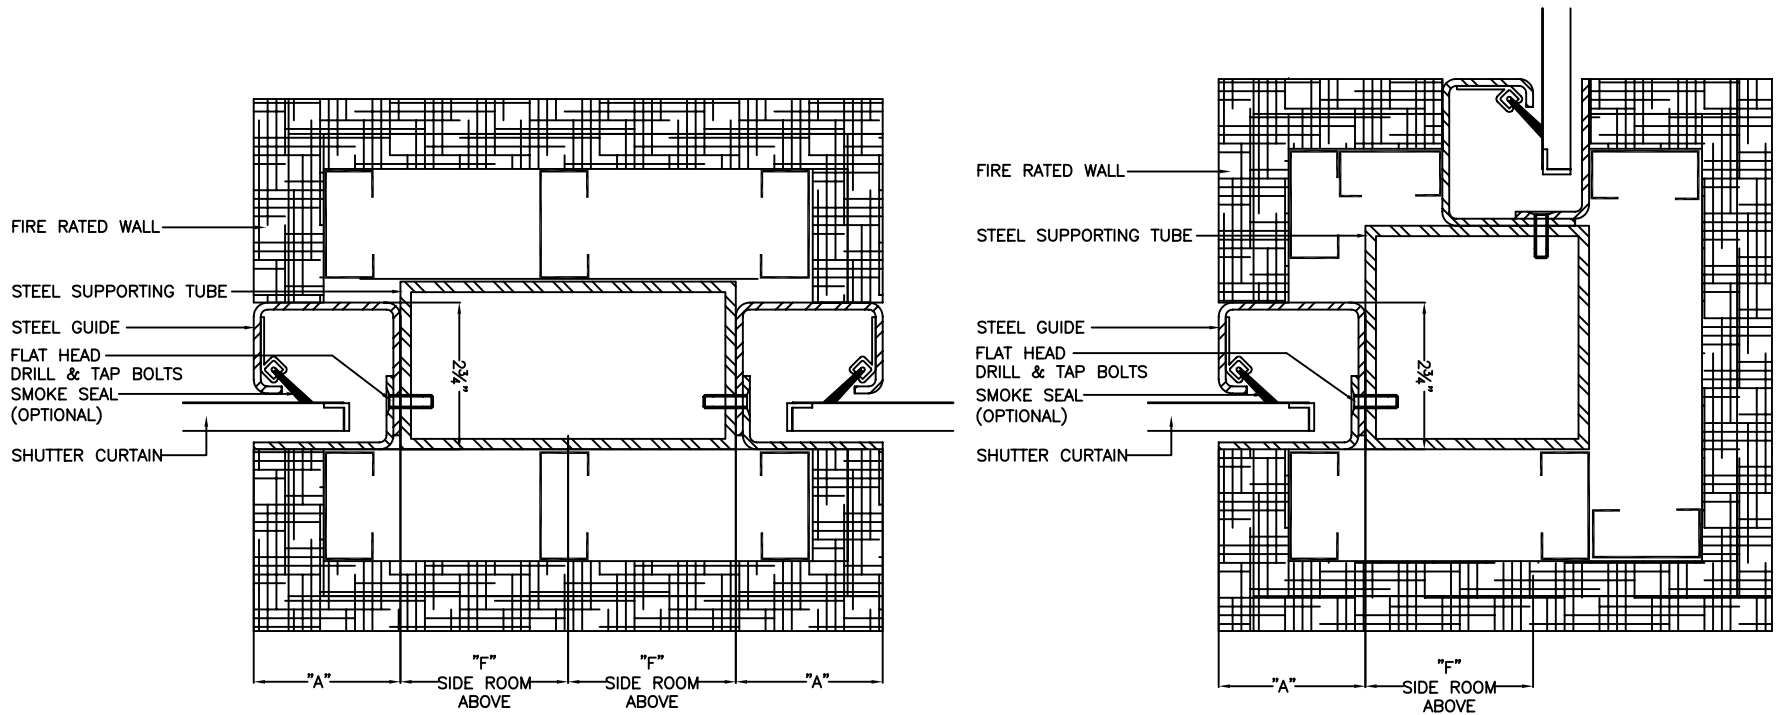 FIRE RATED WALL
STEEL SUPPORTING TUBE
STEEL GUIDE
FLAT HEAD
DRILL & TAP BOLTS
SMOKE SEAL
(OPTIONAL)
SHUTTER CURTAIN
2¾"
"A"
"F"
SIDE ROOM
ABOVE
"F"
SIDE ROOM
ABOVE
"A"
FIRE RATED WALL
STEEL SUPPORTING TUBE
STEEL GUIDE
FLAT HEAD
DRILL & TAP BOLTS
SMOKE SEAL
(OPTIONAL)
SHUTTER CURTAIN
2¾"
"A"
"F"
SIDE ROOM
ABOVE